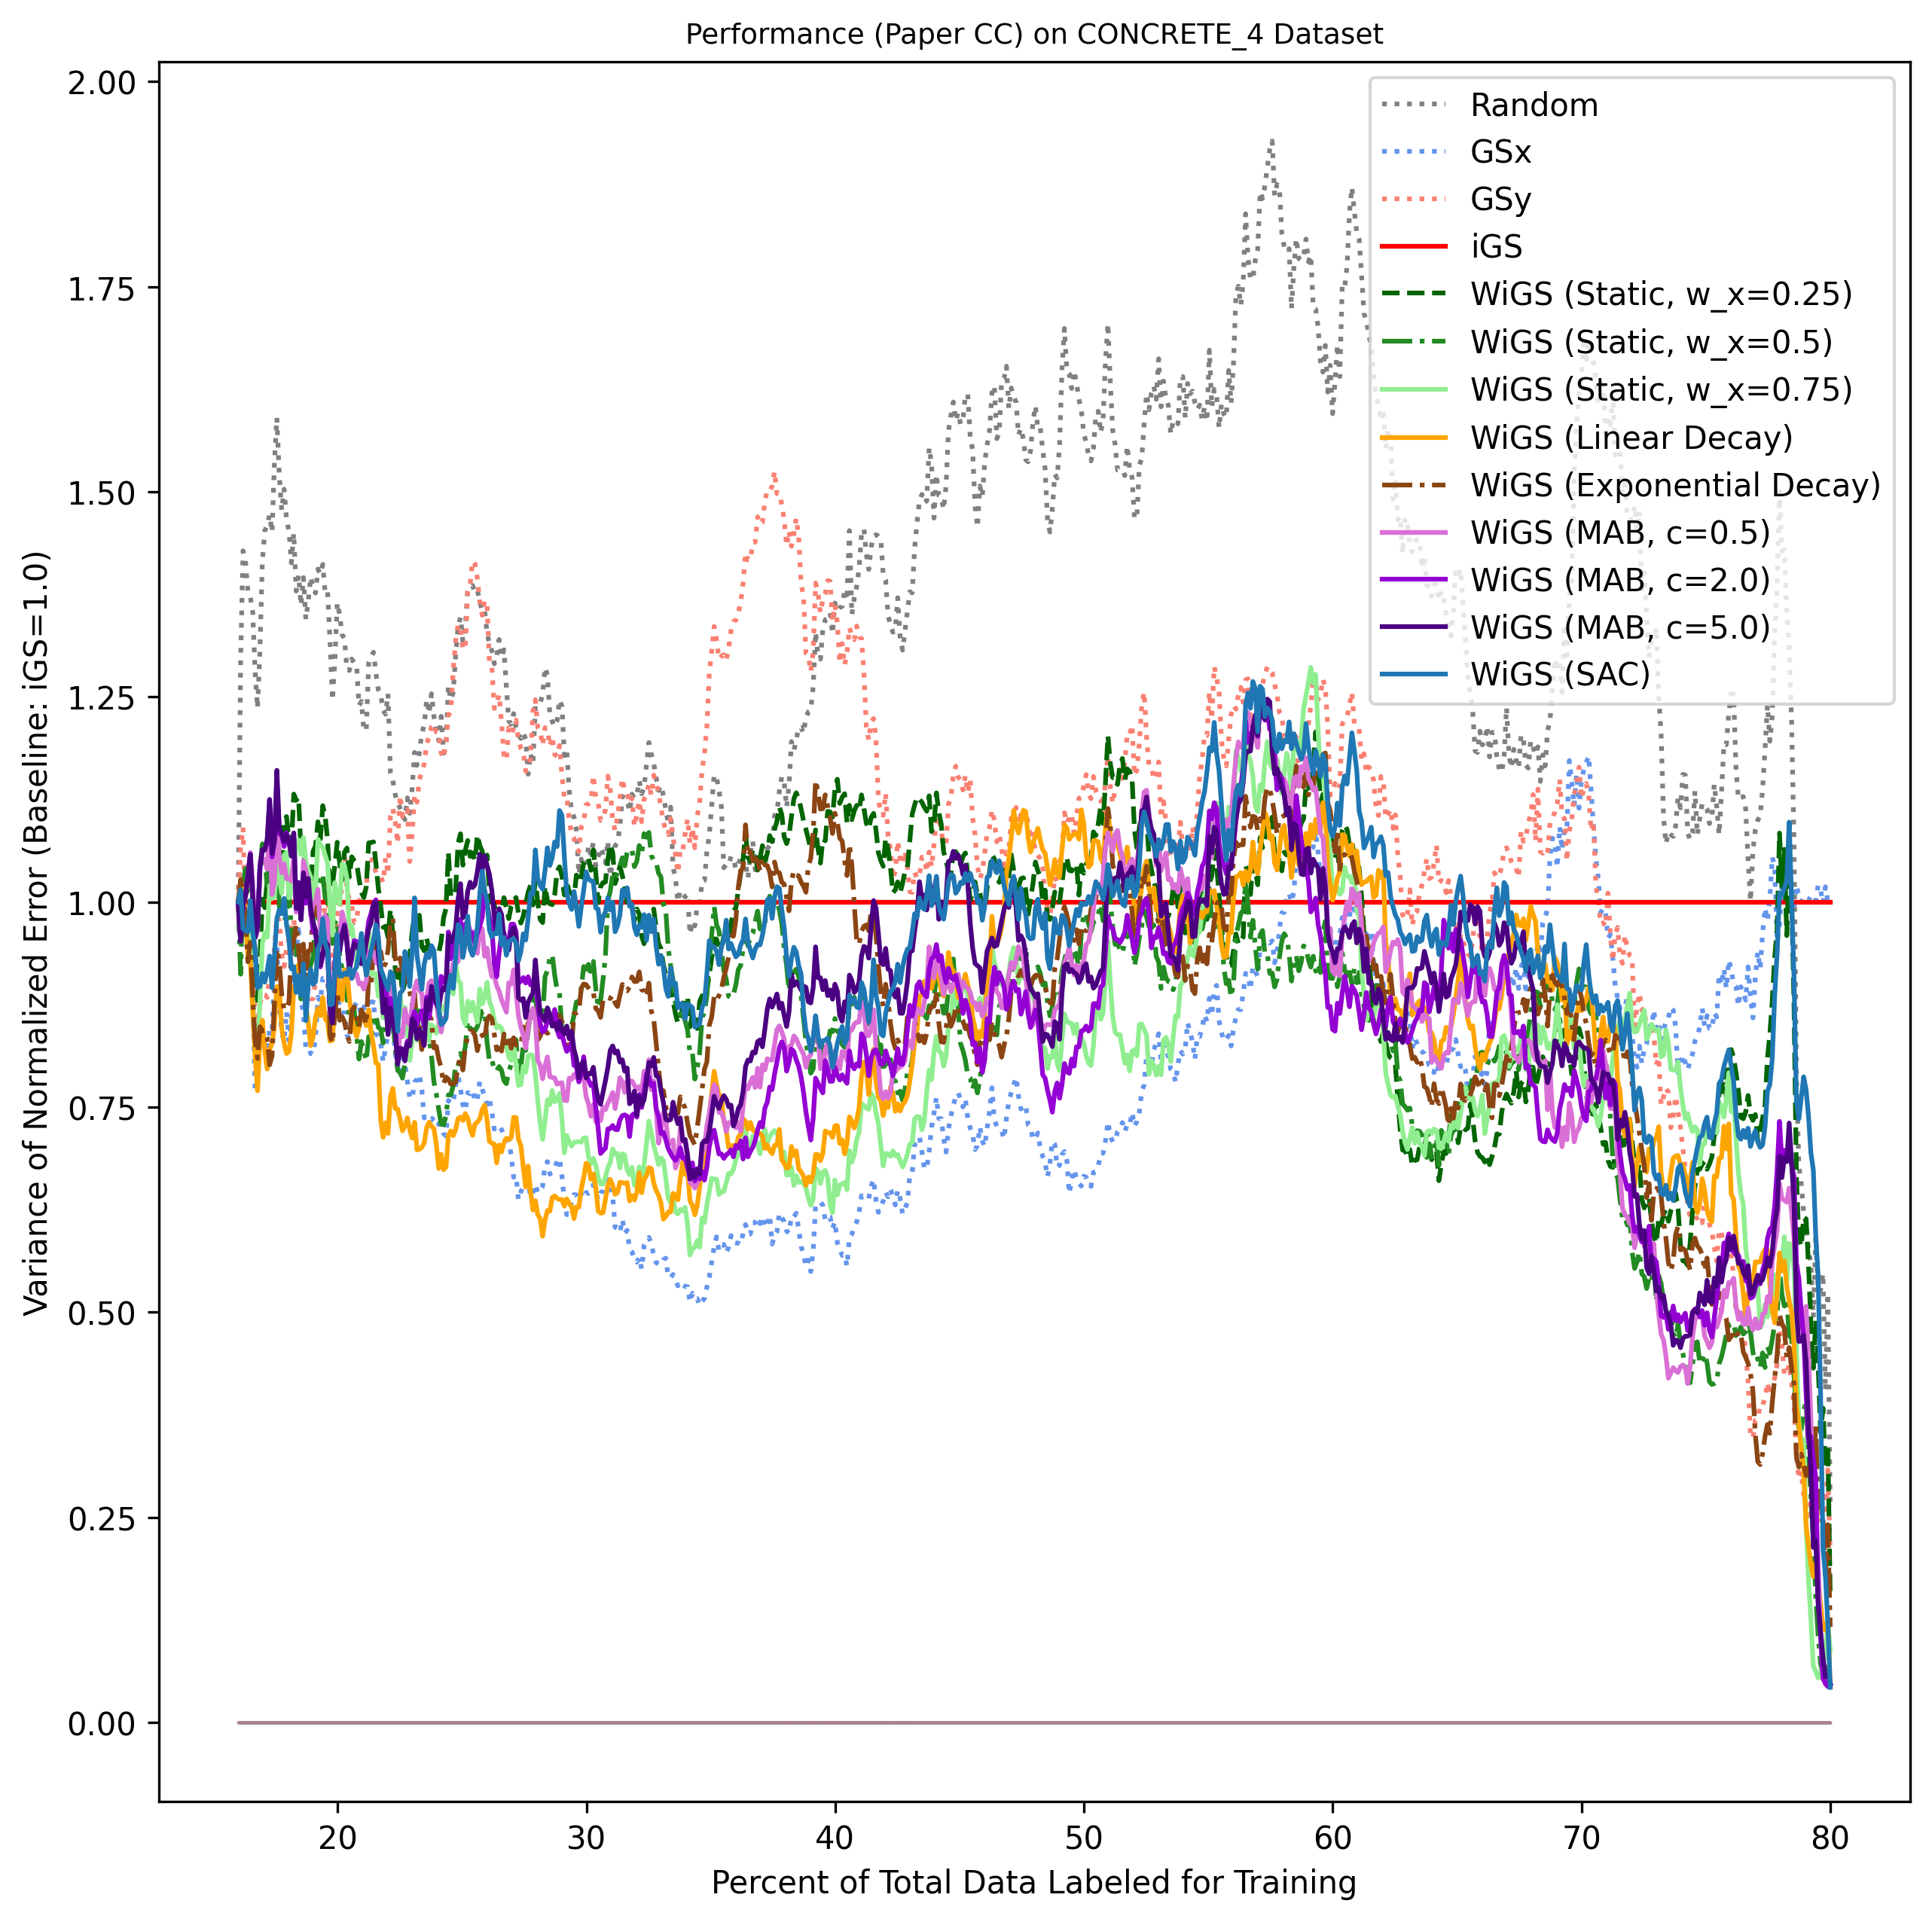 Performance (Paper CC) on CONCRETE_4 Dataset
Variance of Normalized Error (Baseline: iGS=1.0)
2.00
1.75
1.50
1.25
1.00
0.75
0.50
0.25
0.00
Random
GSx
GSy
iGS
WiGS (Static, w_x=0.25)
WiGS (Static, w_x=0.5)
WiGS (Static, w_x=0.75)
WiGS (Linear Decay)
WiGS (Exponential Decay)
WiGS (MAB, c=0.5)
WiGS (MAB, c=2.0)
WiGS (MAB, c=5.0)
WiGS (SAC)
20 30 40 50 60 70 80
Percent of Total Data Labeled for Training